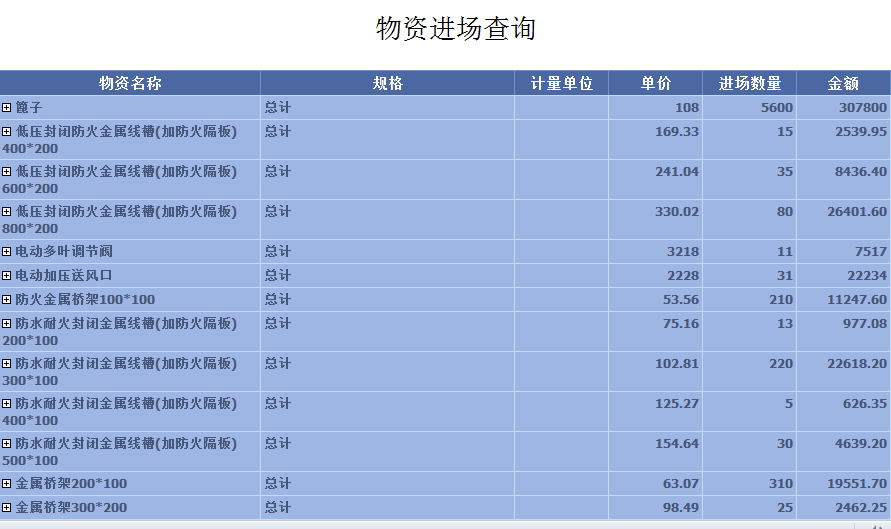 物资进场查询
物资名称 规格 计量单位 单价 进场数量 金额
篦子 总计 108 5600 307800
低压封闭防火金属线槽(加防火隔板) 总计 169.33 15 2539.95
400*200
低压封闭防火金属线槽(加防火隔板) 总计 241.04 35 8436.40
600*200
低压封闭防火金属线槽(加防火隔板) 总计 330.02 80 26401.60
800*200
电动多叶调节阀 总计 3218 11 7517
电动加压送风口 总计 2228 31 22234
防火金属桥架100*100 总计 53.56 210 11247.60
防水耐火封闭金属线槽(加防火隔板) 总计 75.16 13 977.08
200*100
防水耐火封闭金属线槽(加防火隔板) 总计 102.81 220 22618.20
300*100
防水耐火封闭金属线槽(加防火隔板) 总计 125.27 5 626.35
400*100
防水耐火封闭金属线槽(加防火隔板) 总计 154.64 30 4639.20
500*100
金属桥架200*100 总计 63.07 310 19551.70
金属桥架300*200 总计 98.49 25 2462.25